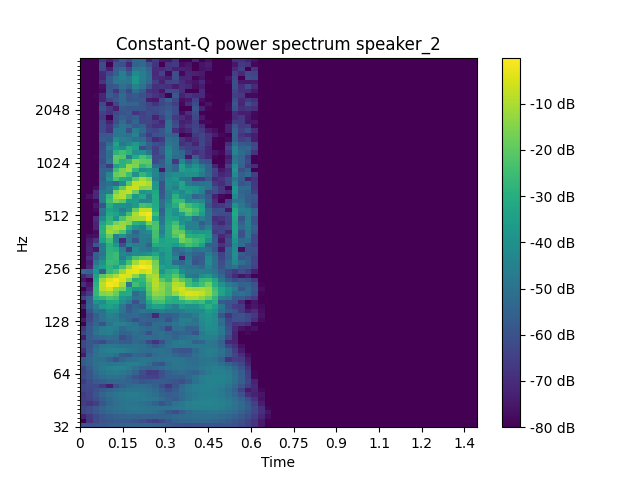 Constant-Q power spectrum speaker_2
Hz
2048
1024
512
256
128
64
32
0 0.15 0.3 0.45 0.6 0.75 0.9 1.1 1.2 1.4
Time
-10 dB
-20 dB
-30 dB
-40 dB
-50 dB
-60 dB
-70 dB
-80 dB